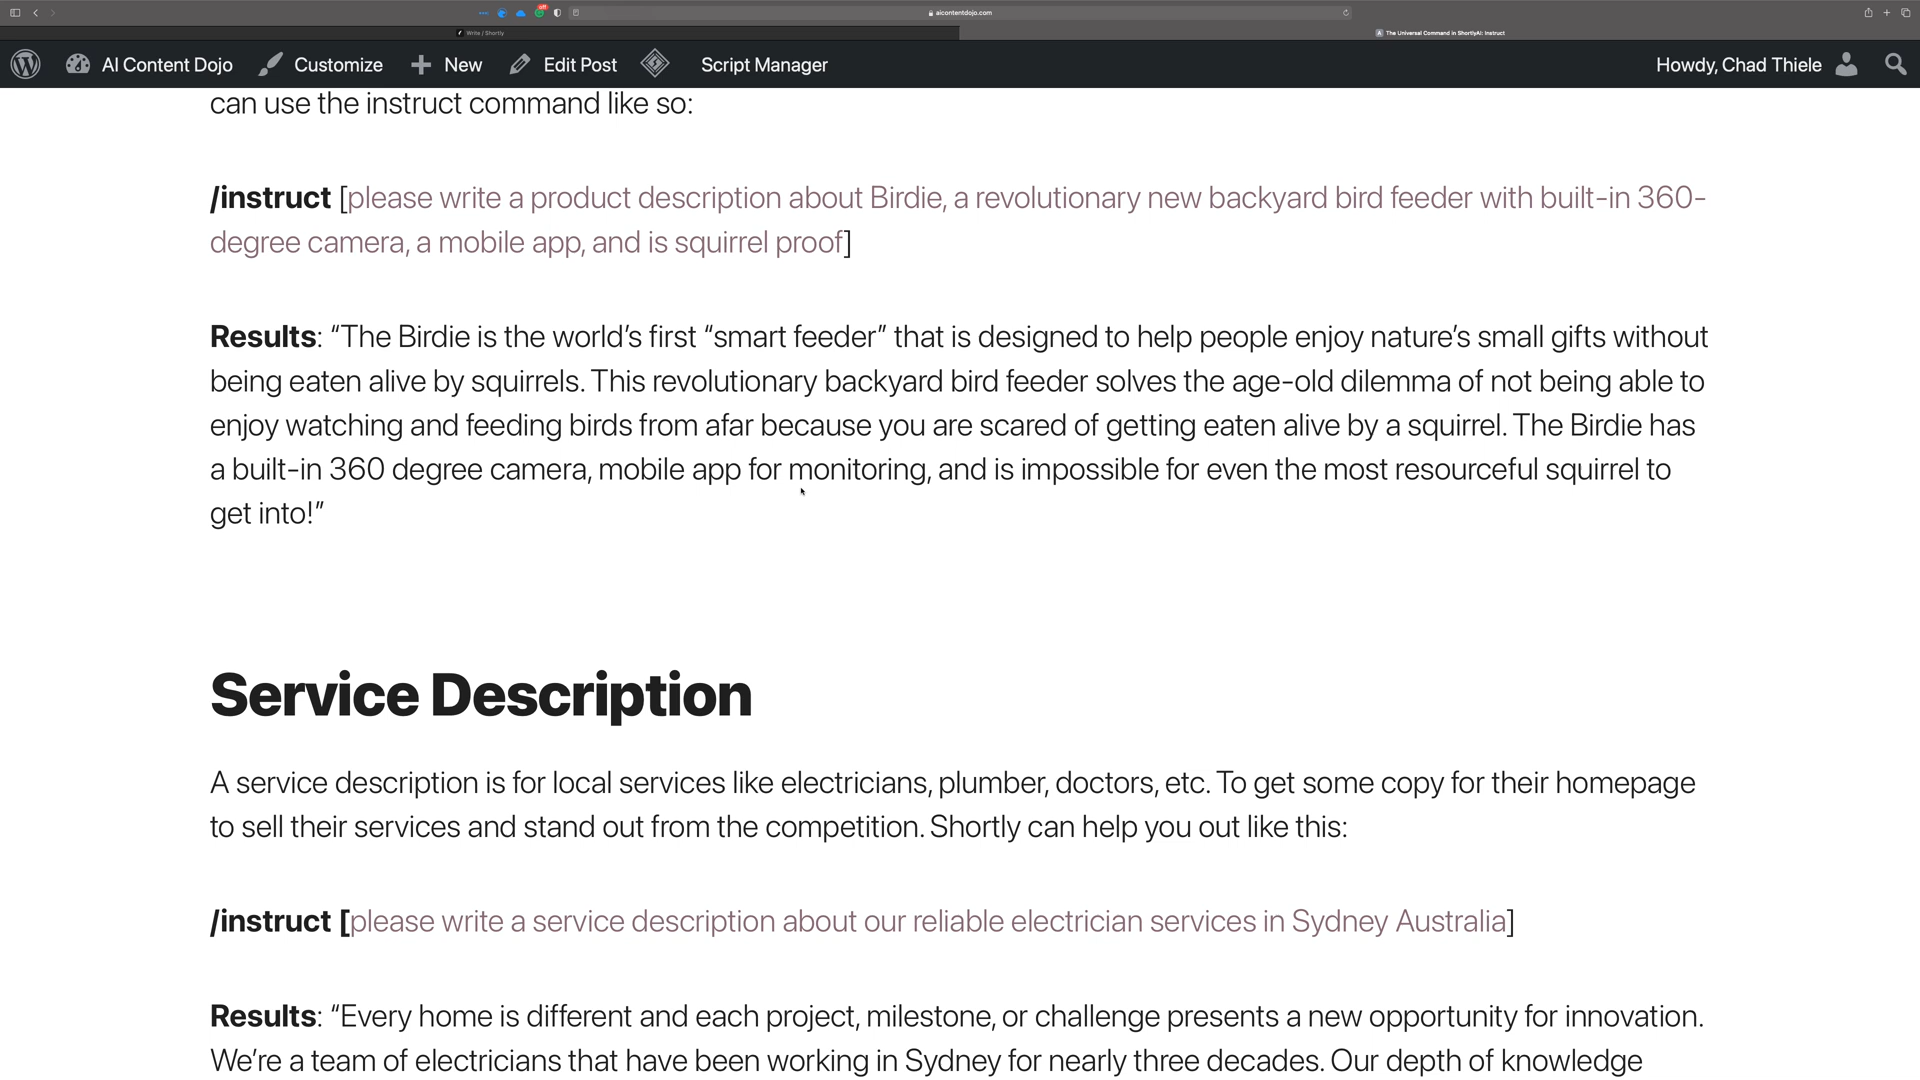 off
aicontentdojo.com
Write / Shortly
The Universal Command in ShortlyAI: Instruct
AI Content Dojo Customize New Edit Post Script Manager Howdy, Chad Thiele
can use the instruct command like so:
/instruct [please write a product description about Birdie, a revolutionary new backyard bird feeder with built-in 360-
degree camera, a mobile app, and is squirrel proof]
Results: “The Birdie is the world’s first “smart feeder” that is designed to help people enjoy nature’s small gifts without
being eaten alive by squirrels. This revolutionary backyard bird feeder solves the age-old dilemma of not being able to
enjoy watching and feeding birds from afar because you are scared of getting eaten alive by a squirrel. The Birdie has
a built-in 360 degree camera, mobile app for monitoring, and is impossible for even the most resourceful squirrel to
get into!”
Service Description
A service description is for local services like electricians, plumber, doctors, etc. To get some copy for their homepage
to sell their services and stand out from the competition. Shortly can help you out like this:
/instruct [please write a service description about our reliable electrician services in Sydney Australia]
Results: “Every home is different and each project, milestone, or challenge presents a new opportunity for innovation.
We’re a team of electricians that have been working in Sydney for nearly three decades. Our depth of knowledge